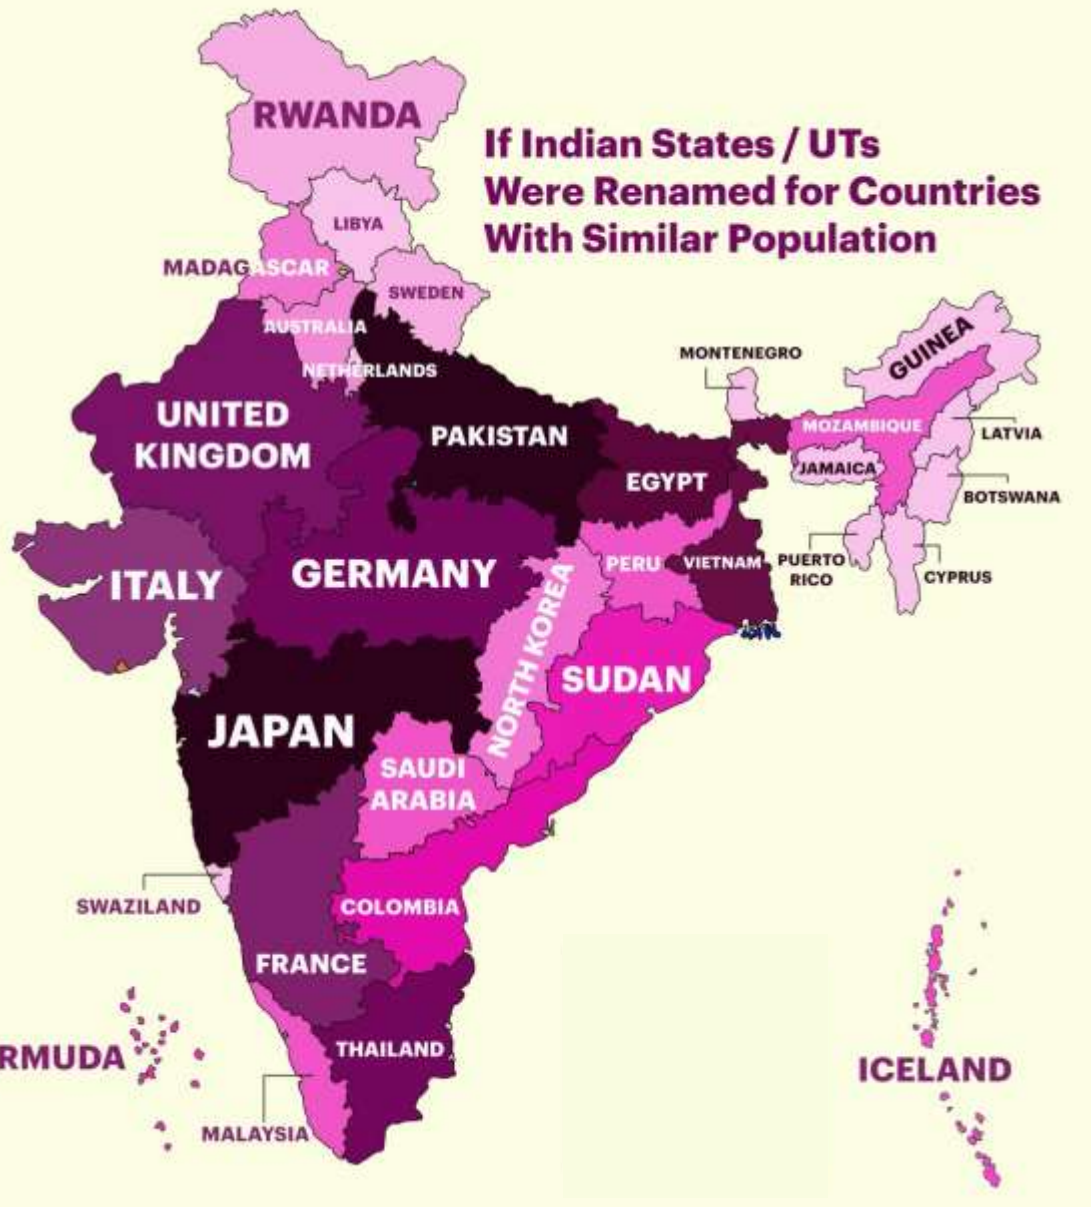 RWANDA
If Indian States / UTs
Were Renamed for Countries
With Similar Population
LIBYA
MADAGASCAR
SWEDEN
AUSTRALIA
NETHERLANDS
MONTENEGRO
GUINEA
UNITED
KINGDOM
PAKISTAN
MOZAMBIQUE
LATVIA
JAMAICA
EGYPT
BOTSWANA
ITALY
GERMANY
NORTH KOREA
PERU
VIETNAM
PUERTO
RICO
CYPRUS
SUDAN
JAPAN
SAUDI
ARABIA
SWAZILAND
COLOMBIA
FRANCE
THAILAND
RMUDA
ICELAND
MALAYSIA